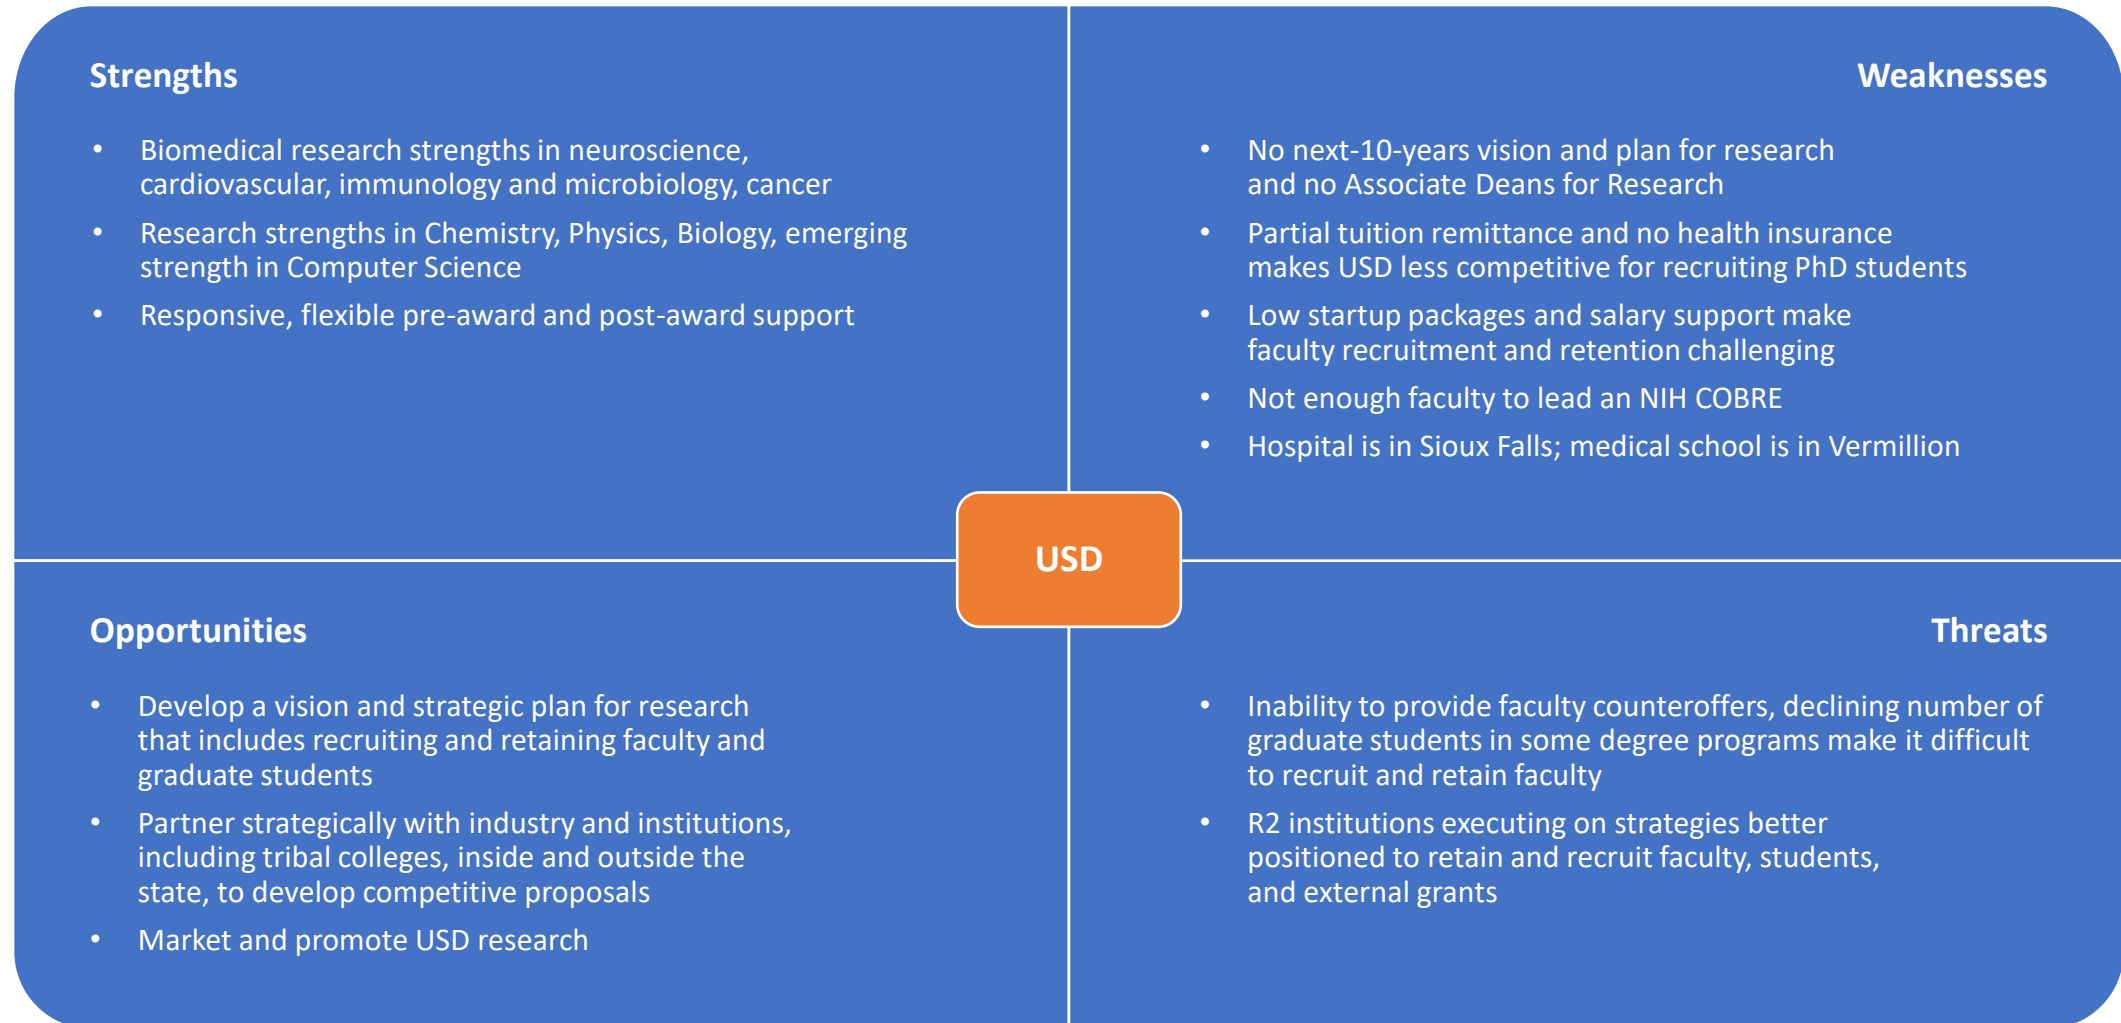 Strengths
• Biomedical research strengths in neuroscience,
cardiovascular, immunology and microbiology, cancer
• Research strengths in Chemistry, Physics, Biology, emerging
strength in Computer Science
• Responsive, flexible pre-award and post-award support
Weaknesses
• No next-10-years vision and plan for research
and no Associate Deans for Research
• Partial tuition remittance and no health insurance
makes USD less competitive for recruiting PhD students
• Low startup packages and salary support make
faculty recruitment and retention challenging
• Not enough faculty to lead an NIH COBRE
• Hospital is in Sioux Falls; medical school is in Vermillion
USD
Opportunities
• Develop a vision and strategic plan for research
that includes recruiting and retaining faculty and
graduate students
• Partner strategically with industry and institutions,
including tribal colleges, inside and outside the
state, to develop competitive proposals
• Market and promote USD research
Threats
• Inability to provide faculty counteroffers, declining number of
graduate students in some degree programs make it difficult
to recruit and retain faculty
• R2 institutions executing on strategies better
positioned to retain and recruit faculty, students,
and external grants